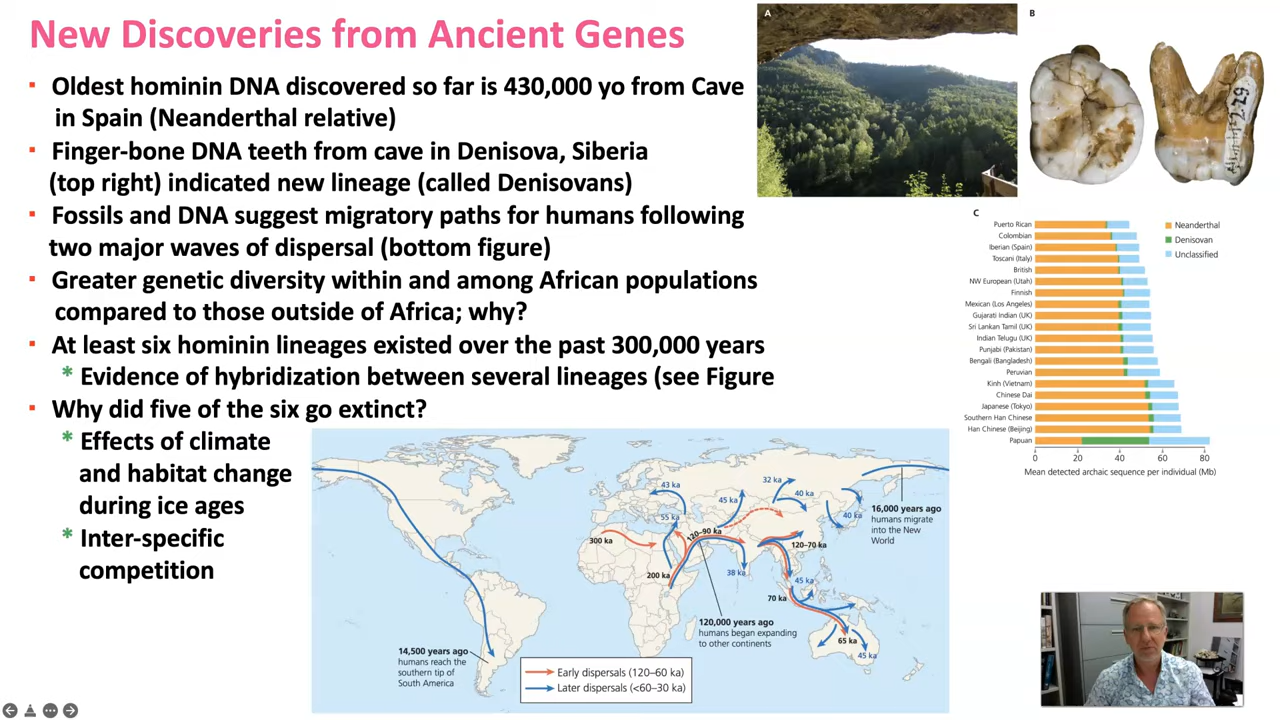 New Discoveries from Ancient Genes
▪ Oldest hominin DNA discovered so far is 430,000 yo from Cave
in Spain (Neanderthal relative)
▪ Finger-bone DNA teeth from cave in Denisova, Siberia
(top right) indicated new lineage (called Denisovans)
▪ Fossils and DNA suggest migratory paths for humans following
two major waves of dispersal (bottom figure)
▪ Greater genetic diversity within and among African populations
compared to those outside of Africa; why?
▪ At least six hominin lineages existed over the past 300,000 years
* Evidence of hybridization between several lineages (see Figure
▪ Why did five of the six go extinct?
* Effects of climate
and habitat change
during ice ages
* Inter-specific
competition
A
B
C
Puerto Rican
Colombian
Iberian (Spain)
Toscani (Italy)
British
NW European (Utah)
Finnish
Mexican (Los Angeles)
Gujarati Indian (UK)
Sri Lankan Tamil (UK)
Indian Telugu (UK)
Punjabi (Pakistan)
Bengali (Bangladesh)
Peruvian
Kinh (Vietnam)
Chinese Dai
Japanese (Tokyo)
Southern Han Chinese
Han Chinese (Beijing)
Papuan
Neanderthal
Denisovan
Unclassified
0 20 40 60 80
Mean detected archaic sequence per individual (Mb)
43 ka
55 ka
45 ka
32 ka
40 ka
40 ka
300 ka
120–90 ka
120–70 ka
200 ka
38 ka
45 ka
70 ka
65 ka
45 ka
16,000 years ago
humans migrate
into the New
World
120,000 years ago
humans began expanding
to other continents
14,500 years ago
humans reach the
southern tip of
South America
Early dispersals (120–60 ka)
Later dispersals (<60–30 ka)